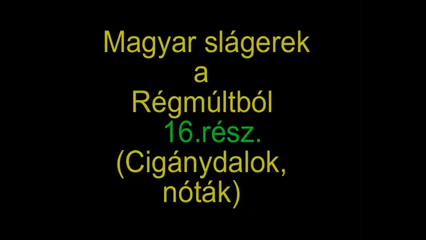 Magyar slágerek
a
Régmúltból
16.rész.
(Cigánydalok,
nóták)